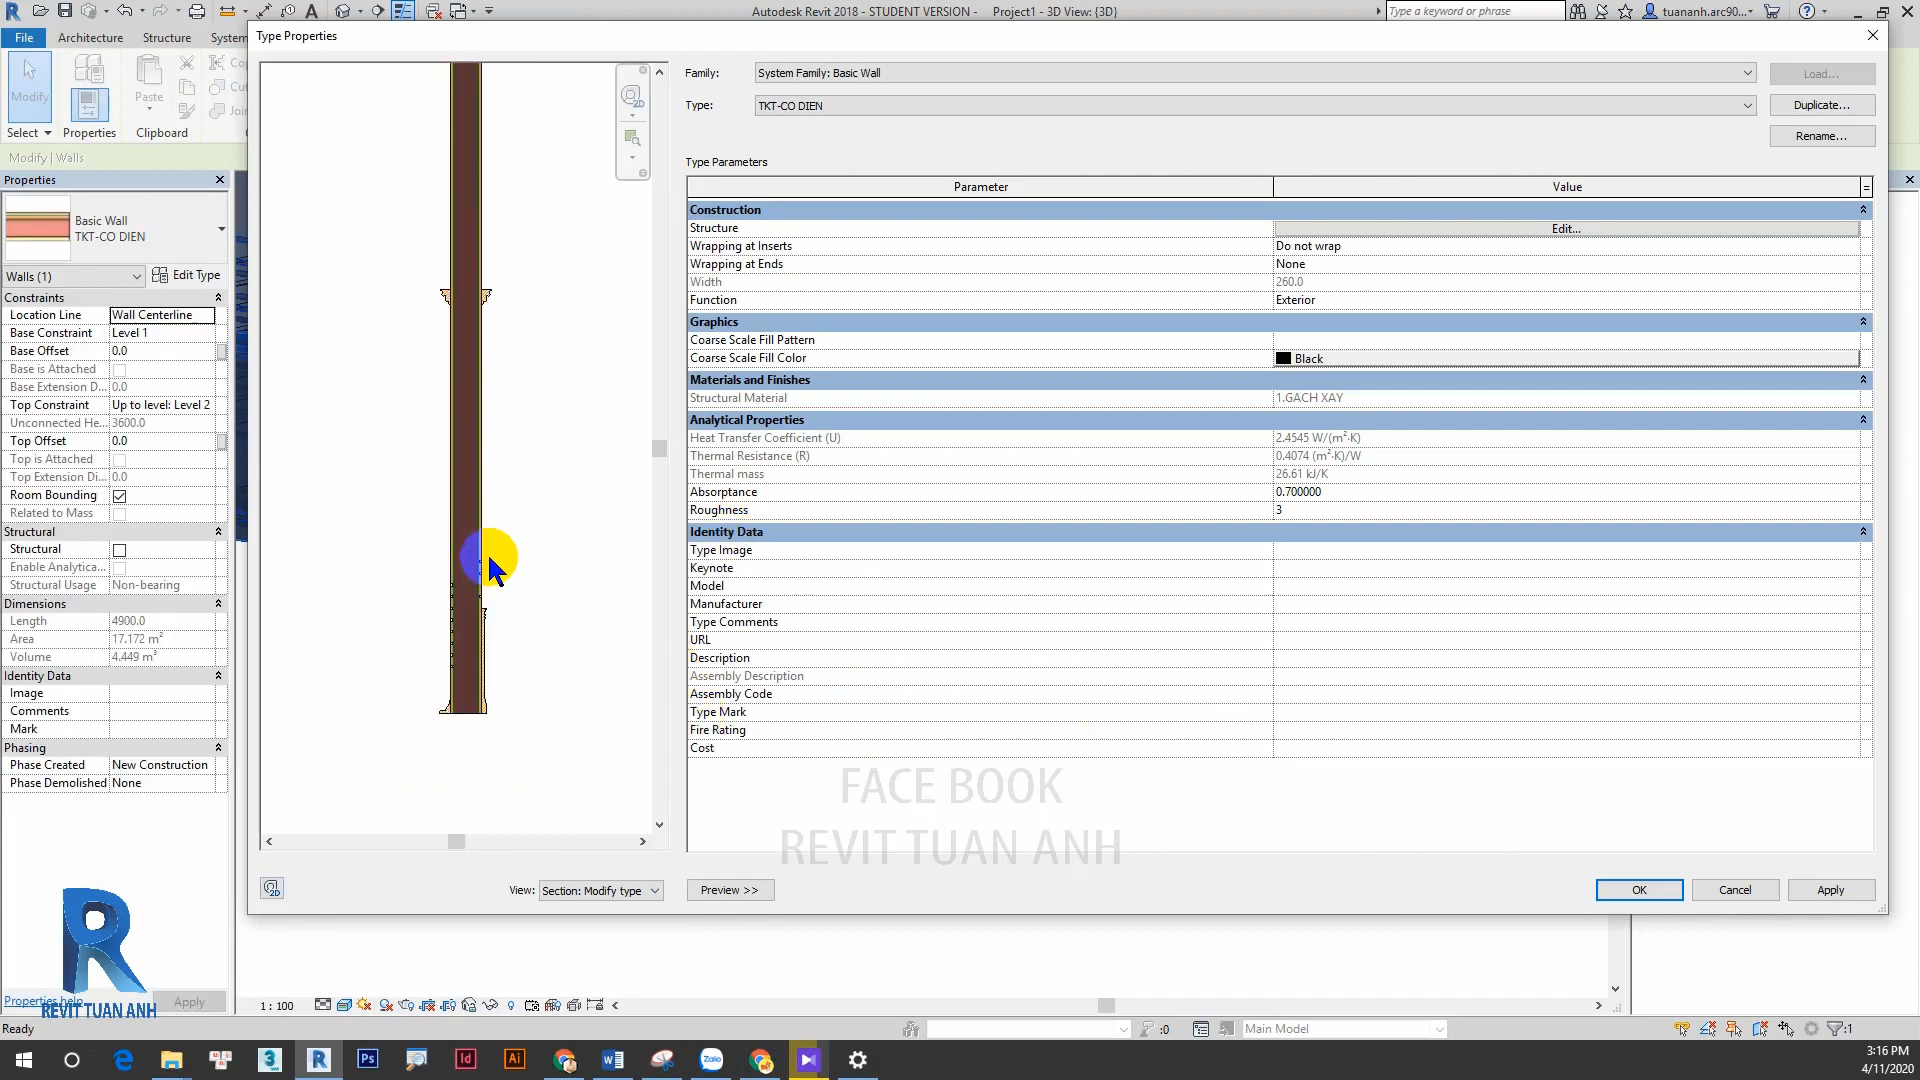 Autodesk Revit 2018 - STUDENT VERSION - Project1 - 3D View: {3D}
Type a keyword or phrase
tuananh.arc90...
File
Architecture
Structure
System
Type Properties
Modify
Select
Properties
Paste
Clipboard
Modify | Walls
Properties
Basic Wall
TKT-CO DIEN
Walls (1)
Edit Type
Constraints
Location Line Wall Centerline
Base Constraint Level 1
Base Offset 0.0
Base is Attached
Base Extension D... 0.0
Top Constraint Up to level: Level 2
Unconnected He... 3600.0
Top Offset 0.0
Top is Attached
Top Extension Di... 0.0
Room Bounding
Related to Mass
Structural
Structural
Enable Analytica...
Structural Usage Non-bearing
Dimensions
Length 4900.0
Area 17.172 m²
Volume 4.449 m³
Identity Data
Image
Comments
Mark
Phasing
Phase Created New Construction
Phase Demolished None
Properties help
Apply
REVIT TUAN ANH
2D
View: Section: Modify type
Preview >>
Family: System Family: Basic Wall
Load...
Type: TKT-CO DIEN
Duplicate...
Rename...
Type Parameters
Parameter Value =
Construction
Structure Edit...
Wrapping at Inserts Do not wrap
Wrapping at Ends None
Width 260.0
Function Exterior
Graphics
Coarse Scale Fill Pattern
Coarse Scale Fill Color Black
Materials and Finishes
Structural Material 1.GACH XAY
Analytical Properties
Heat Transfer Coefficient (U) 2.4545 W/(m²·K)
Thermal Resistance (R) 0.4074 (m²·K)/W
Thermal mass 26.61 kJ/K
Absorptance 0.700000
Roughness 3
Identity Data
Type Image
Keynote
Model
Manufacturer
Type Comments
URL
Description
Assembly Description
Assembly Code
Type Mark
Fire Rating
Cost
FACE BOOK
REVIT TUAN ANH
OK
Cancel
Apply
1 : 100
Ready
:0
Main Model
:1
3:16 PM
4/11/2020